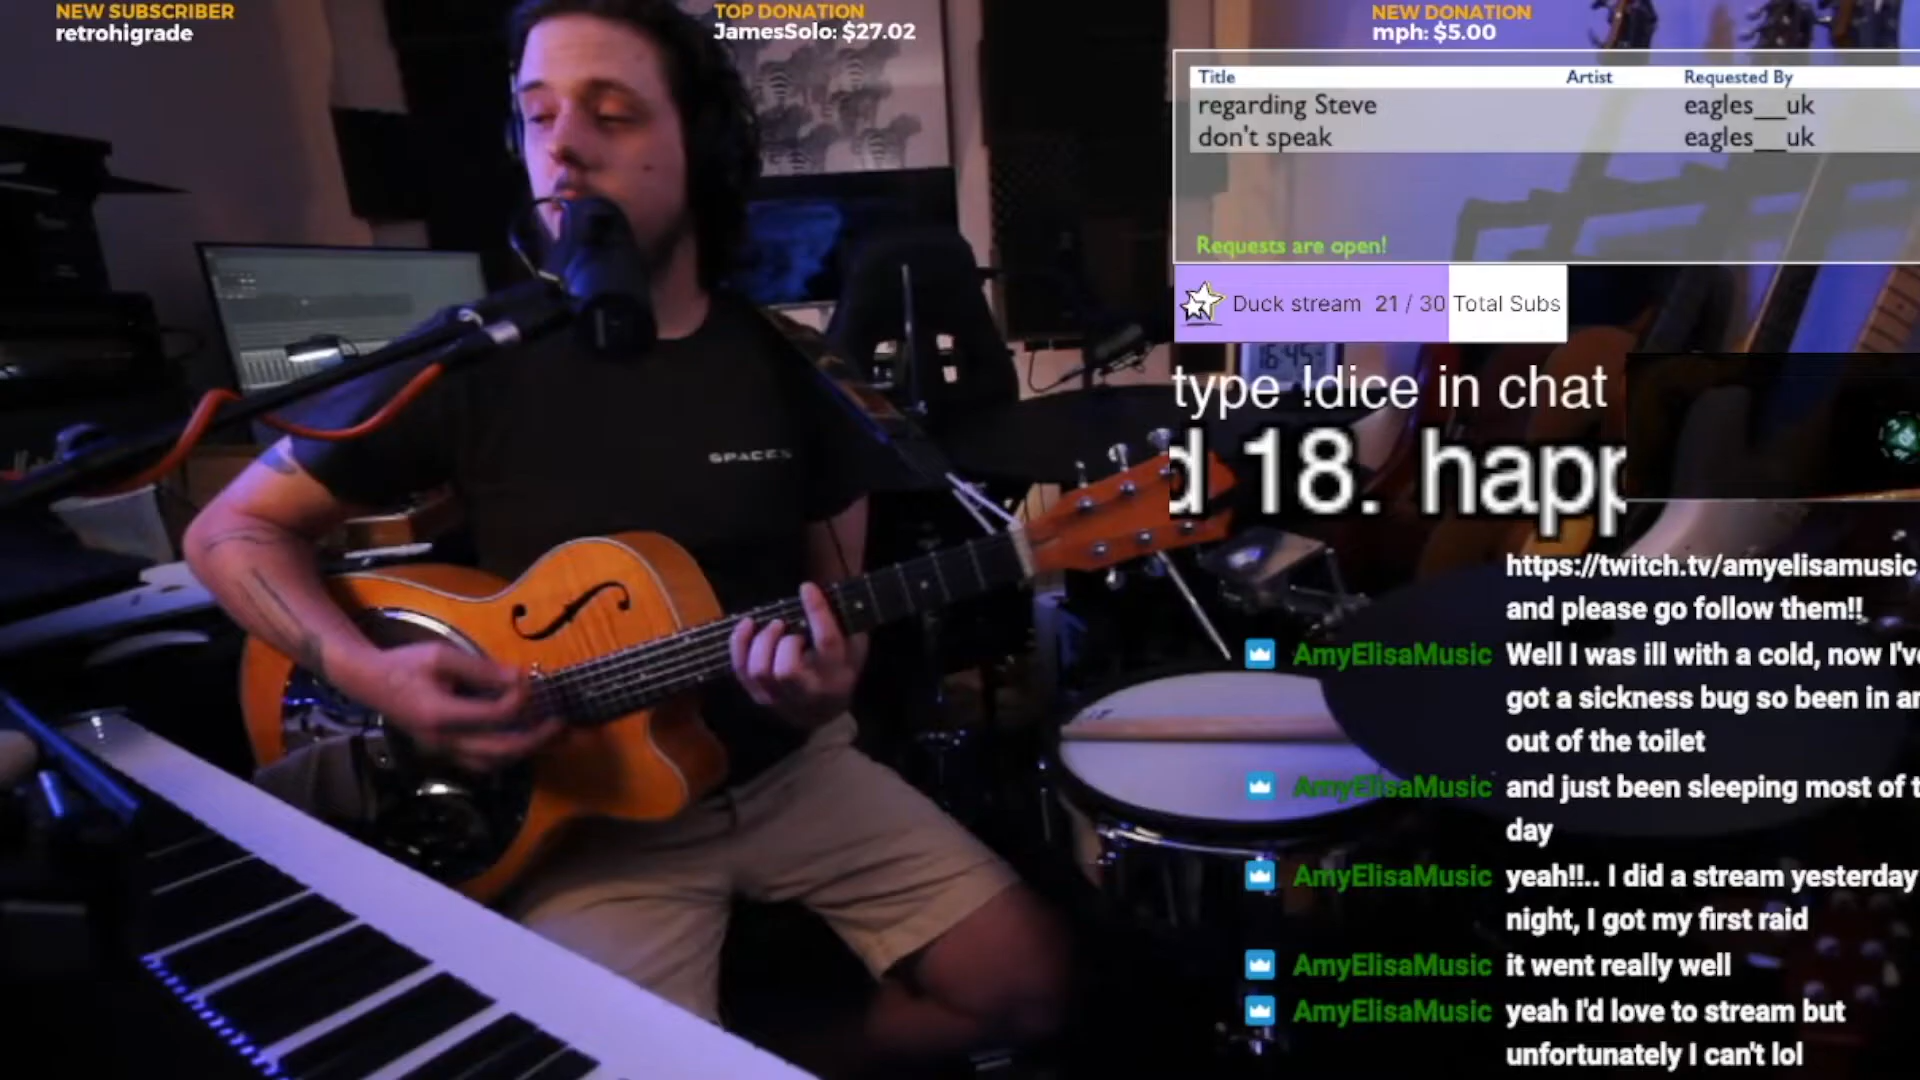 NEW SUBSCRIBER
retrohigrade
TOP DONATION
JamesSolo: $27.02
NEW DONATION
mph: $5.00
Title Artist Requested By
regarding Steve eagles__uk
don't speak eagles__uk
Requests are open!
Duck stream 21 / 30 Total Subs
16:45
type !dice in chat
d 18. happ
SPACES
https://twitch.tv/amyelisamusic
and please go follow them!!
AmyElisaMusic Well I was ill with a cold, now I've
got a sickness bug so been in an
out of the toilet
AmyElisaMusic and just been sleeping most of t
day
AmyElisaMusic yeah!!.. I did a stream yesterday
night, I got my first raid
AmyElisaMusic it went really well
AmyElisaMusic yeah I'd love to stream but
unfortunately I can't lol